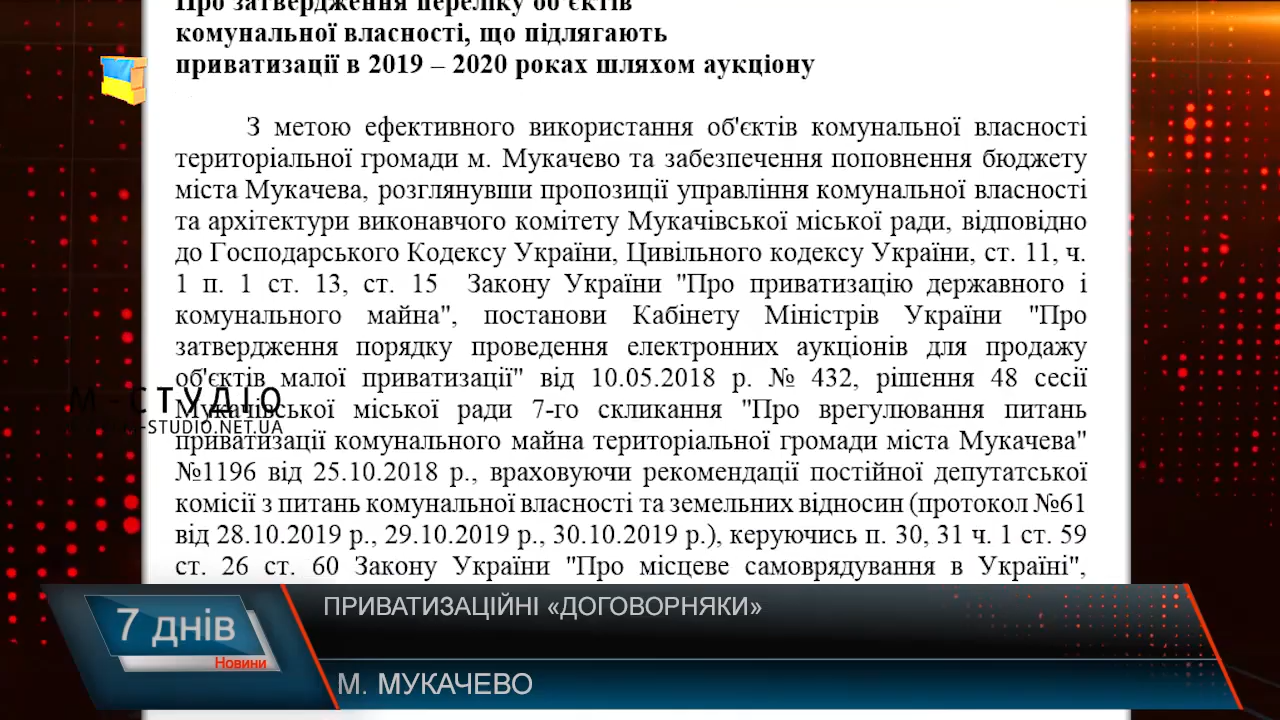 Про затвердження переліку об'єктів
комунальної власності, що підлягають
приватизації в 2019 – 2020 роках шляхом аукціону
З метою ефективного використання об'єктів комунальної власності
територіальної громади м. Мукачево та забезпечення поповнення бюджету
міста Мукачева, розглянувши пропозиції управління комунальної власності
та архітектури виконавчого комітету Мукачівської міської ради, відповідно
до Господарського Кодексу України, Цивільного кодексу України, ст. 11, ч.
1 п. 1 ст. 13, ст. 15 Закону України "Про приватизацію державного і
комунального майна", постанови Кабінету Міністрів України "Про
затвердження порядку проведення електронних аукціонів для продажу
об'єктів малої приватизації" від 10.05.2018 р. № 432, рішення 48 сесії
Мукачівської міської ради 7-го скликання "Про врегулювання питань
приватизації комунального майна територіальної громади міста Мукачева"
№1196 від 25.10.2018 р., враховуючи рекомендації постійної депутатської
комісії з питань комунальної власності та земельних відносин (протокол №61
від 28.10.2019 р., 29.10.2019 р., 30.10.2019 р.), керуючись п. 30, 31 ч. 1 ст. 59
ст. 26 ст. 60 Закону України "Про місцеве самоврядування в Україні",
М-СТУДІО
M-STUDIO.NET.UA
ПРИВАТИЗАЦІЙНІ «ДОГОВОРНЯКИ»
7 днів
Новини
М. МУКАЧЕВО